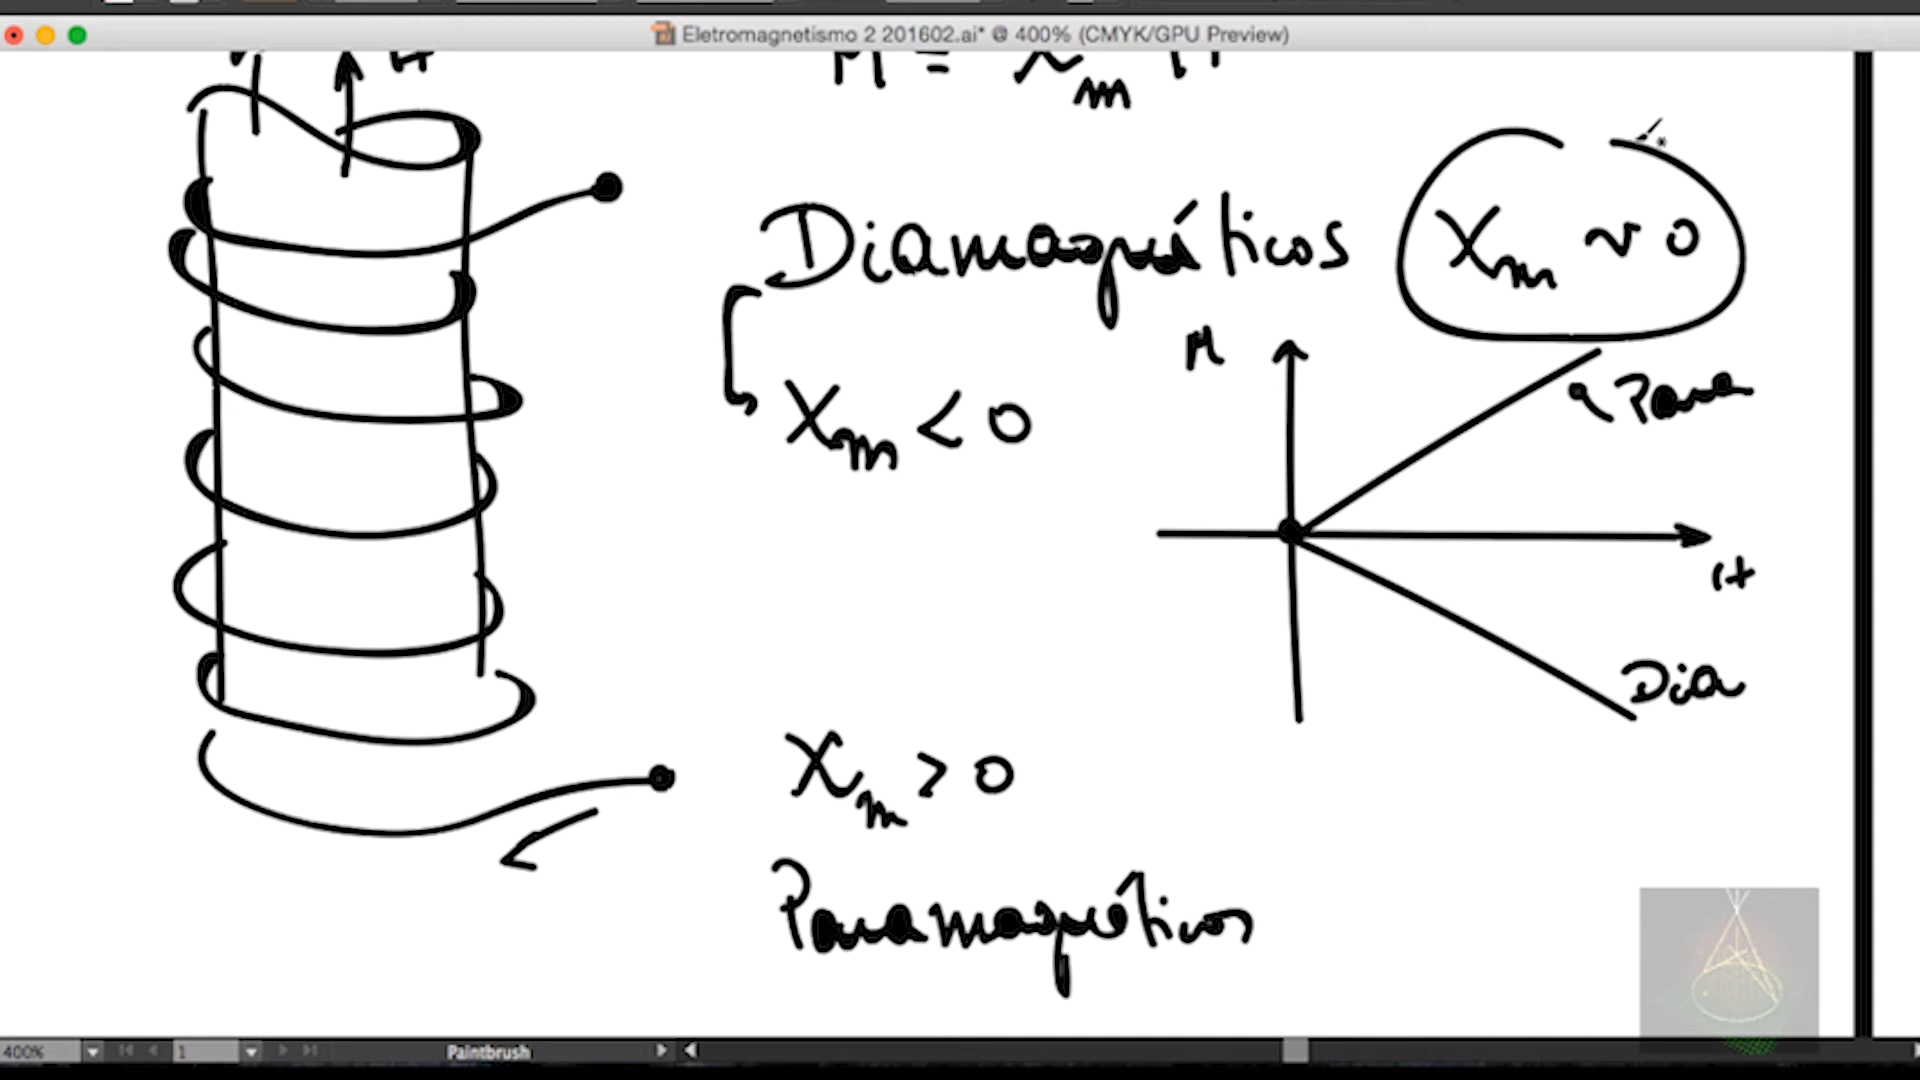 Eletromagnetismo 2 201602.ai* @ 400% (CMYK/GPU Preview)
H
M = χm H
Diamagnéticos
χm ~ 0
M
Para
χm < 0
H
Dia
χm > 0
Paramagnéticos
400%
1
Paintbrush